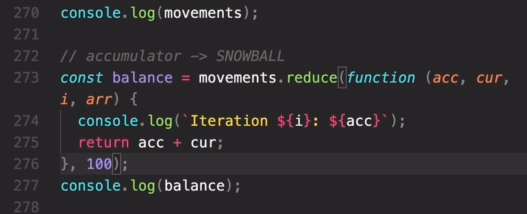 270 console.log(movements);
271
272 // accumulator -> SNOWBALL
273 const balance = movements.reduce(function (acc, cur,
i, arr) {
274 console.log(`Iteration ${i}: ${acc}`);
275 return acc + cur;
276 }, 100);
277 console.log(balance);
278